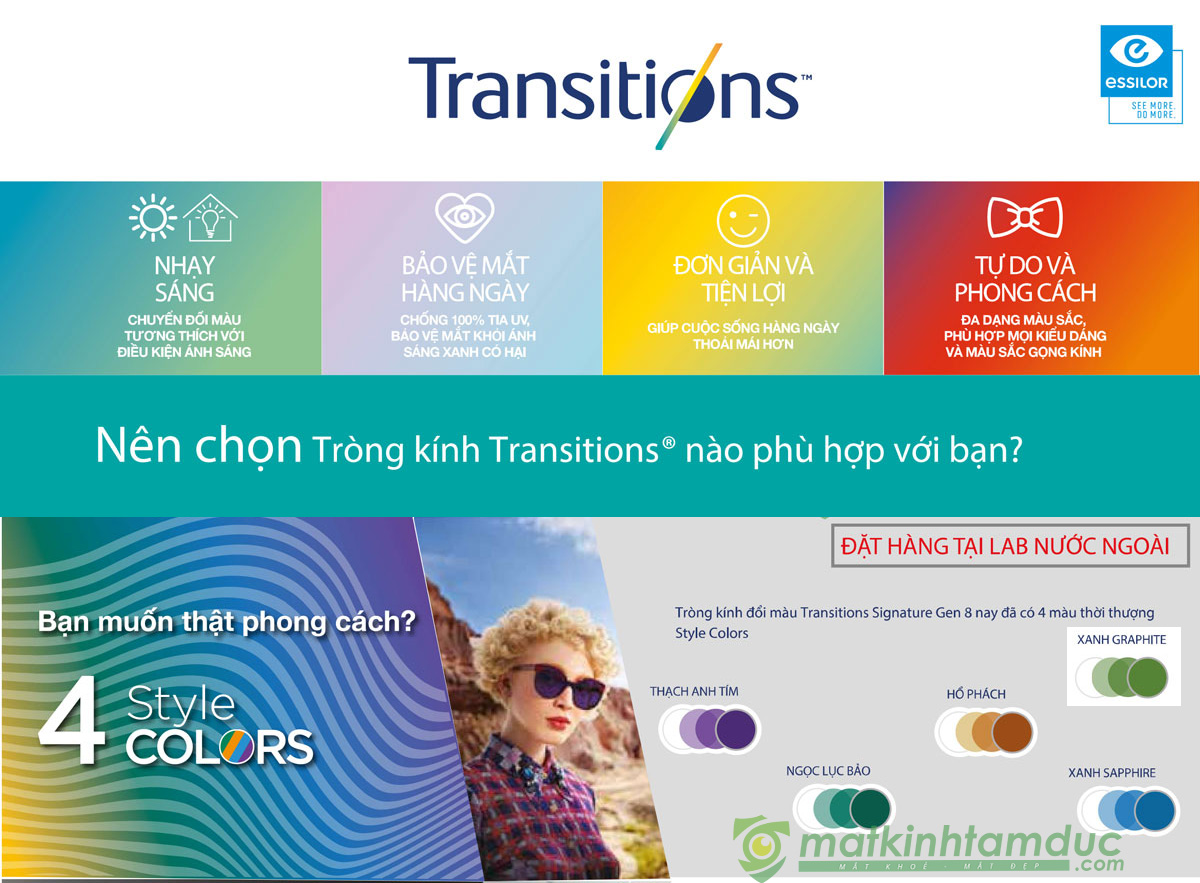 Transitions™
essilor
SEE MORE.
DO MORE.
NHẠY
SÁNG
CHUYỂN ĐỔI MÀU
TƯƠNG THÍCH VỚI
ĐIỀU KIỆN ÁNH SÁNG
BẢO VỆ MẮT
HÀNG NGÀY
CHỐNG 100% TIA UV,
BẢO VỆ MẮT KHỎI ÁNH
SÁNG XANH CÓ HẠI
ĐƠN GIẢN VÀ
TIỆN LỢI
GIÚP CUỘC SỐNG HÀNG NGÀY
THOẢI MÁI HƠN
TỰ DO VÀ
PHONG CÁCH
ĐA DẠNG MÀU SẮC,
PHÙ HỢP MỌI KIỂU DÁNG
VÀ MÀU SẮC GỌNG KÍNH
Nên chọn Tròng kính Transitions® nào phù hợp với bạn?
ĐẶT HÀNG TẠI LAB NƯỚC NGOÀI
Bạn muốn thật phong cách?
4 Style
COLORS
Tròng kính đổi màu Transitions Signature Gen 8 nay đã có 4 màu thời thượng
Style Colors
XANH GRAPHITE
THẠCH ANH TÍM
HỔ PHÁCH
NGỌC LỤC BẢO
XANH SAPPHIRE
matkinhtamduc
.com
MẮT KHOẺ - MẮT ĐẸP